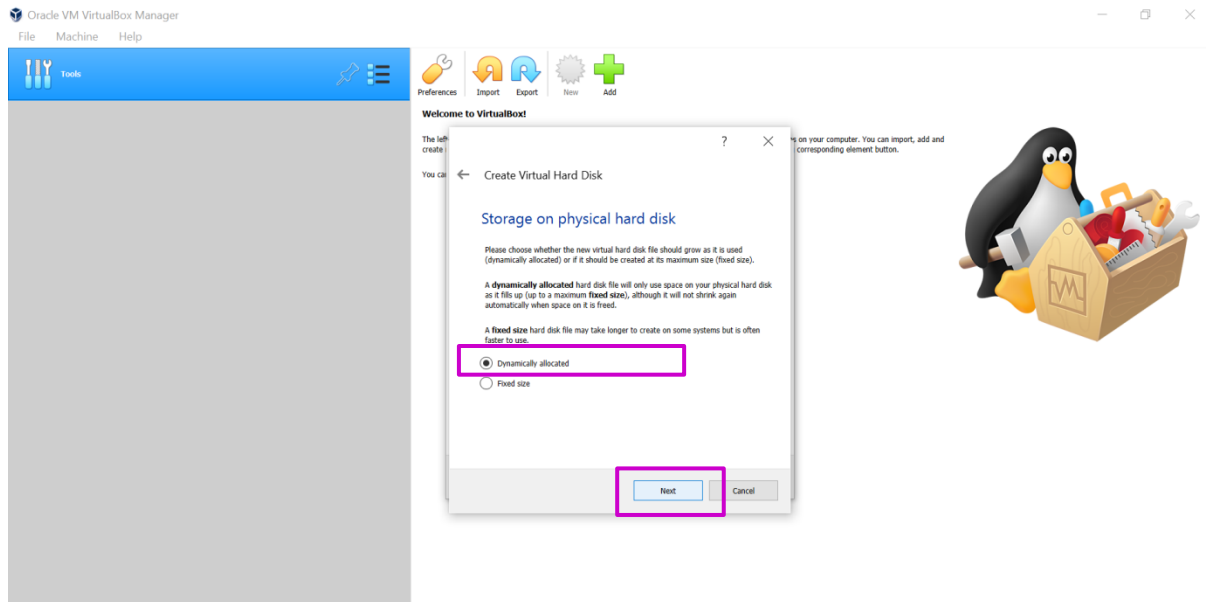 Oracle VM VirtualBox Manager
File Machine Help
Tools
Preferences Import Export New Add
Welcome to VirtualBox!
The left
on your computer. You can import, add and
create
corresponding element button.
You ca
?
Create Virtual Hard Disk
Storage on physical hard disk
Please choose whether the new virtual hard disk file should grow as it is used
(dynamically allocated) or if it should be created at its maximum size (fixed size).
A dynamically allocated hard disk file will only use space on your physical hard disk
as it fills up (up to a maximum fixed size), although it will not shrink again
automatically when space on it is freed.
A fixed size hard disk file may take longer to create on some systems but is often
faster to use.
Dynamically allocated
Fixed size
Next Cancel